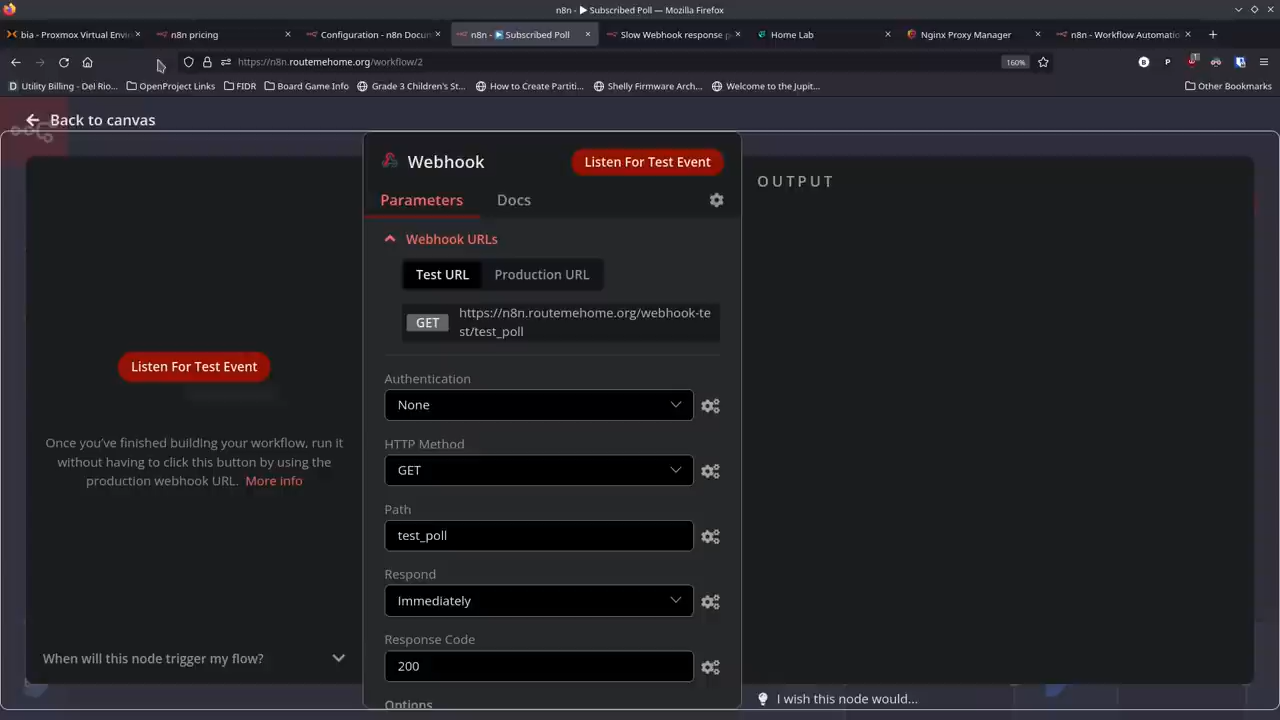 n8n - ▶ Subscribed Poll — Mozilla Firefox
bia - Proxmox Virtual Envi
n8n pricing
Configuration - n8n Docum
n8n - ▶ Subscribed Poll
Slow Webhook response p
Home Lab
Nginx Proxy Manager
n8n - Workflow Automatic
https://n8n.routemehome.org/workflow/2
160%
Utility Billing - Del Rio...
OpenProject Links
FIDR
Board Game Info
Grade 3 Children's St...
How to Create Partiti...
Shelly Firmware Arch...
Welcome to the Jupit...
Other Bookmarks
Back to canvas
Webhook
Listen For Test Event
OUTPUT
Parameters
Docs
Webhook URLs
Test URL
Production URL
GET
https://n8n.routemehome.org/webhook-te
st/test_poll
Listen For Test Event
Once you've finished building your workflow, run it
without having to click this button by using the
production webhook URL. More info
When will this node trigger my flow?
Authentication
None
HTTP Method
GET
Path
test_poll
Respond
Immediately
Response Code
200
Options
I wish this node would...